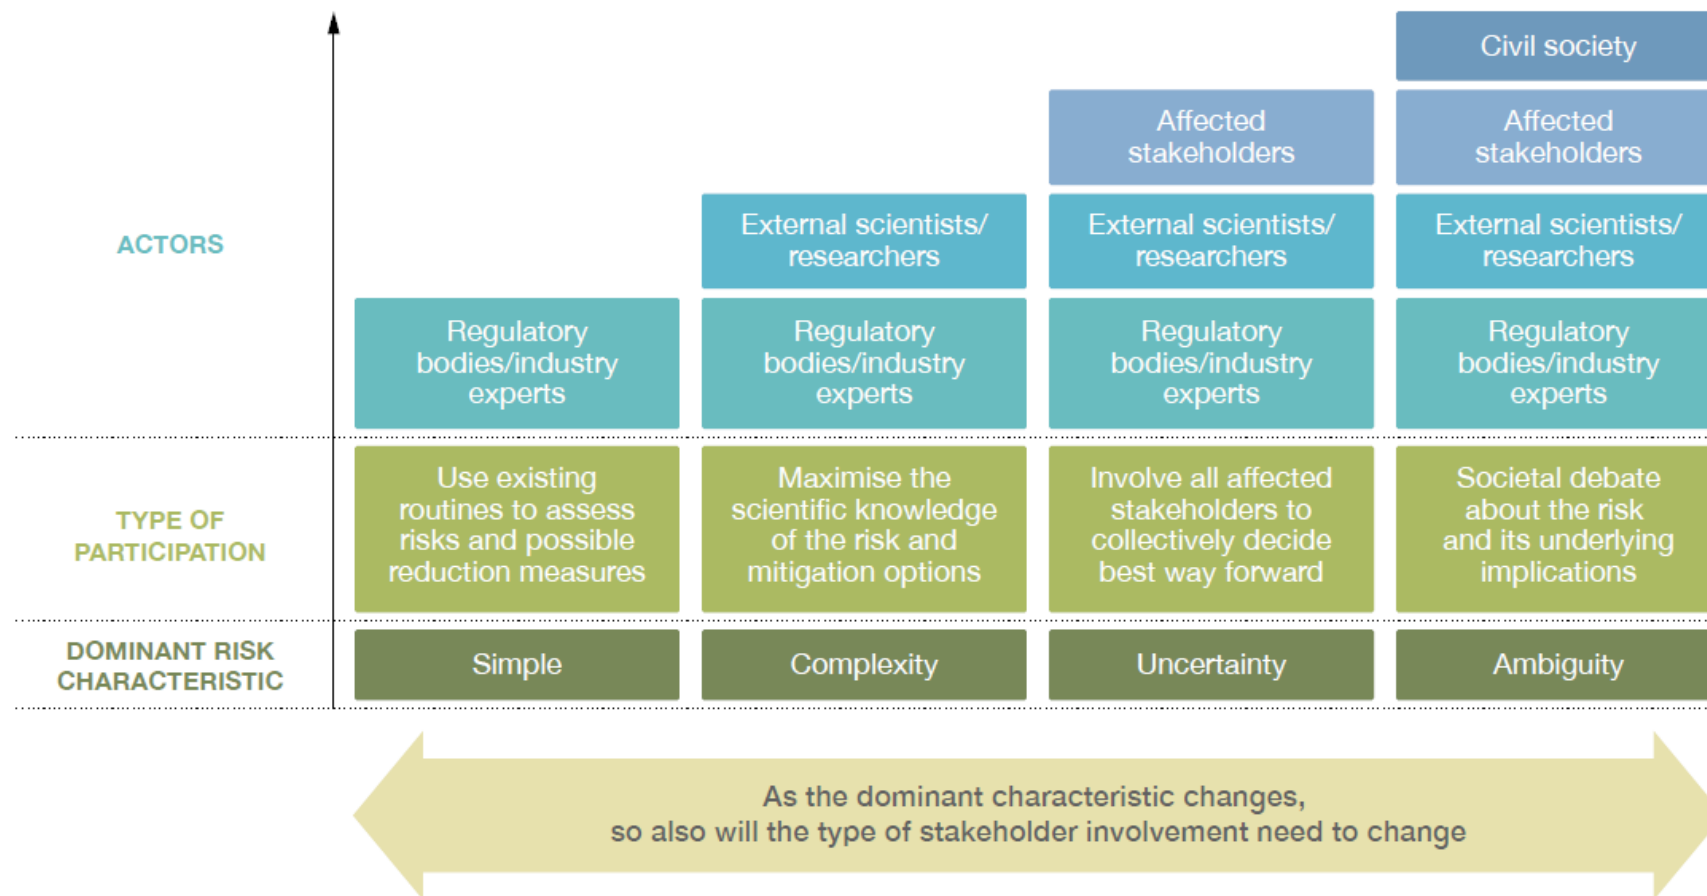 Civil society
Affected
stakeholders
Affected
stakeholders
ACTORS
External scientists/
researchers
External scientists/
researchers
External scientists/
researchers
Regulatory
bodies/industry
experts
Regulatory
bodies/industry
experts
Regulatory
bodies/industry
experts
Regulatory
bodies/industry
experts
TYPE OF
PARTICIPATION
Use existing
routines to assess
risks and possible
reduction measures
Maximise the
scientific knowledge
of the risk and
mitigation options
Involve all affected
stakeholders to
collectively decide
best way forward
Societal debate
about the risk
and its underlying
implications
DOMINANT RISK
CHARACTERISTIC
Simple
Complexity
Uncertainty
Ambiguity
As the dominant characteristic changes,
so also will the type of stakeholder involvement need to change